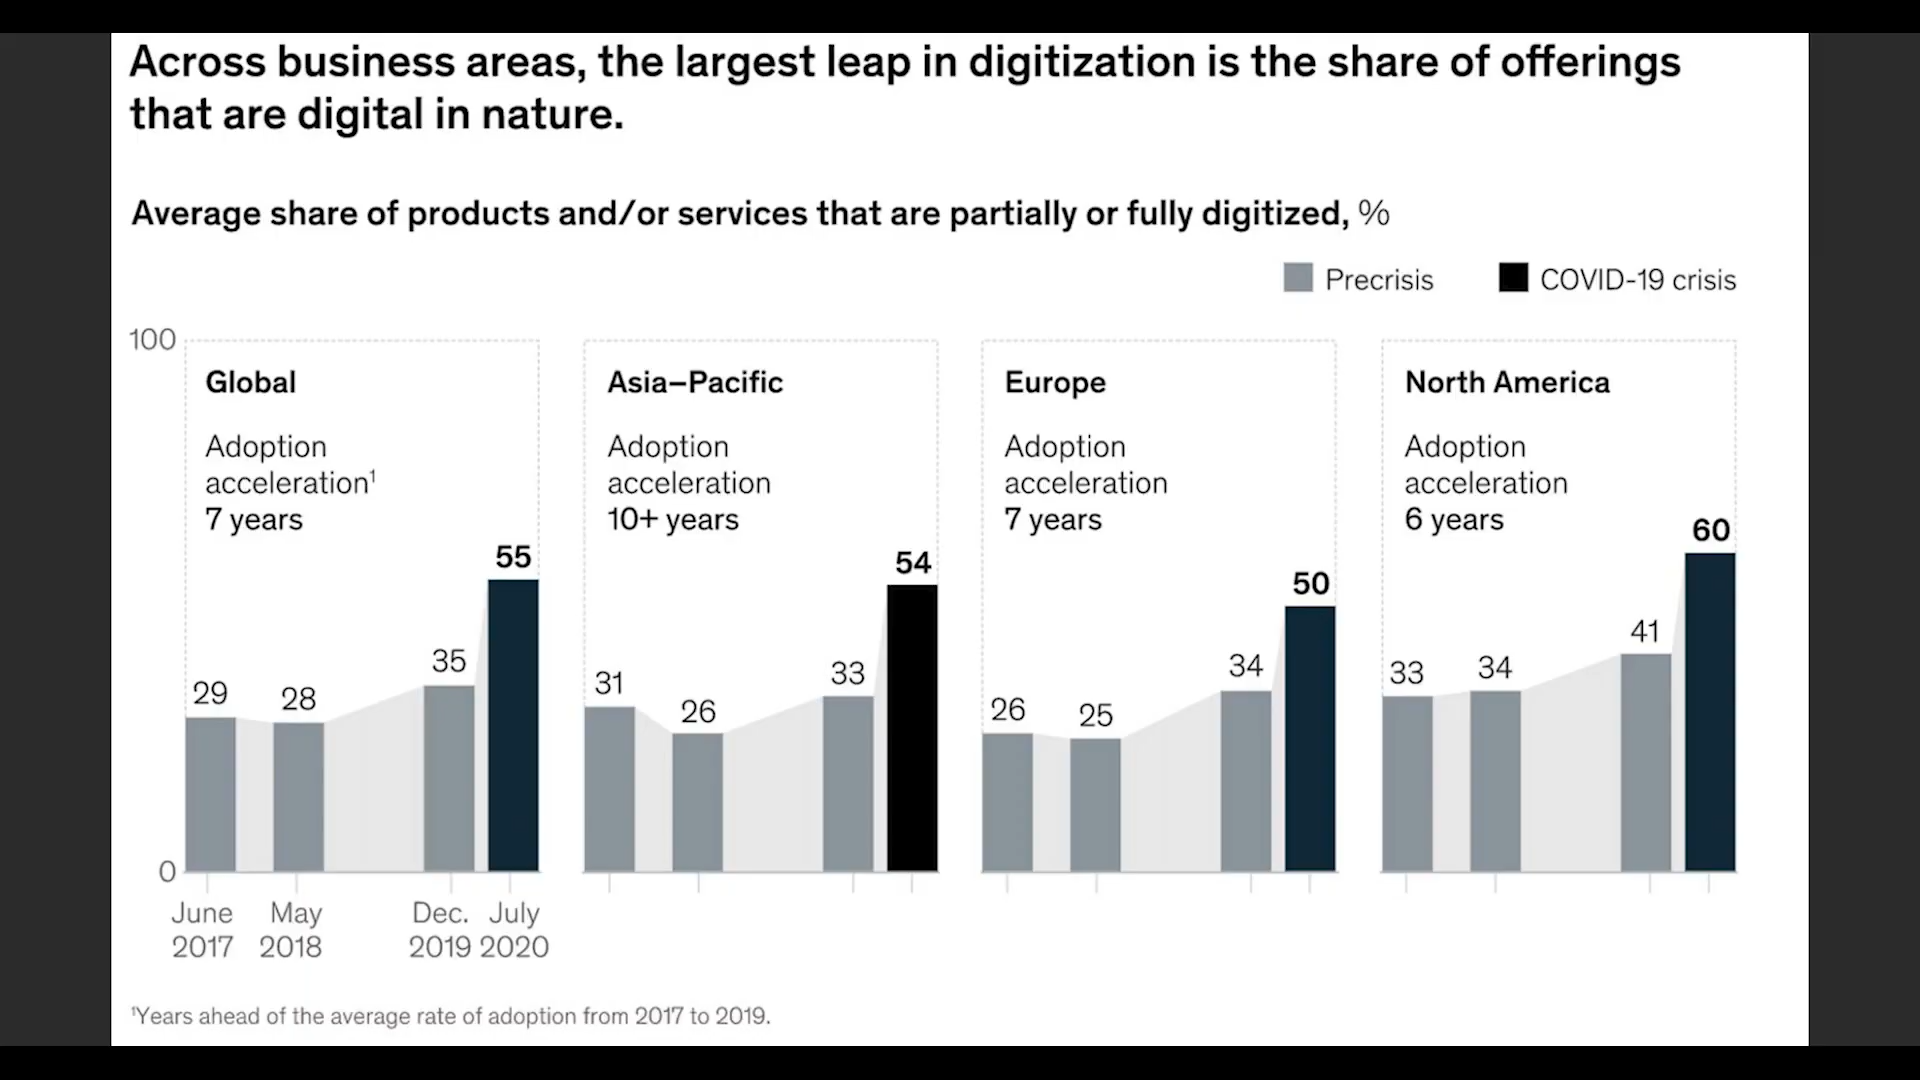 Across business areas, the largest leap in digitization is the share of offerings
that are digital in nature.
Average share of products and/or services that are partially or fully digitized, %
Precrisis COVID-19 crisis
100
Global
Adoption
acceleration¹
7 years
55
35
29
28
0
June May Dec. July
2017 2018 2019 2020
Asia–Pacific
Adoption
acceleration
10+ years
54
33
31
26
Europe
Adoption
acceleration
7 years
50
34
26
25
North America
Adoption
acceleration
6 years
60
41
34
33
¹Years ahead of the average rate of adoption from 2017 to 2019.